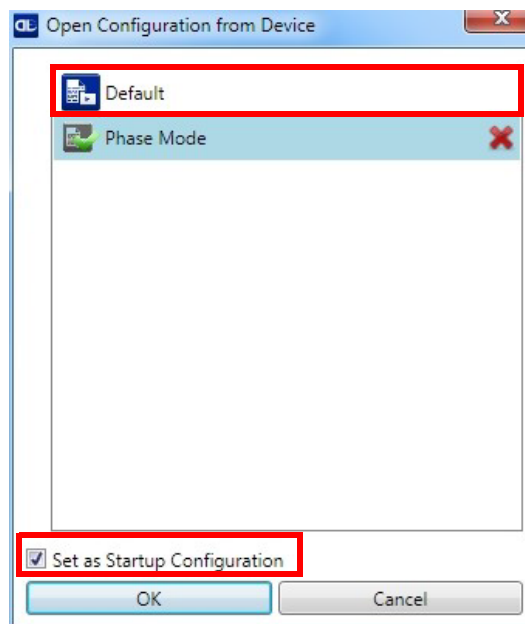 Open Configuration from Device
Default
Phase Mode
Set as Startup Configuration
OK
Cancel